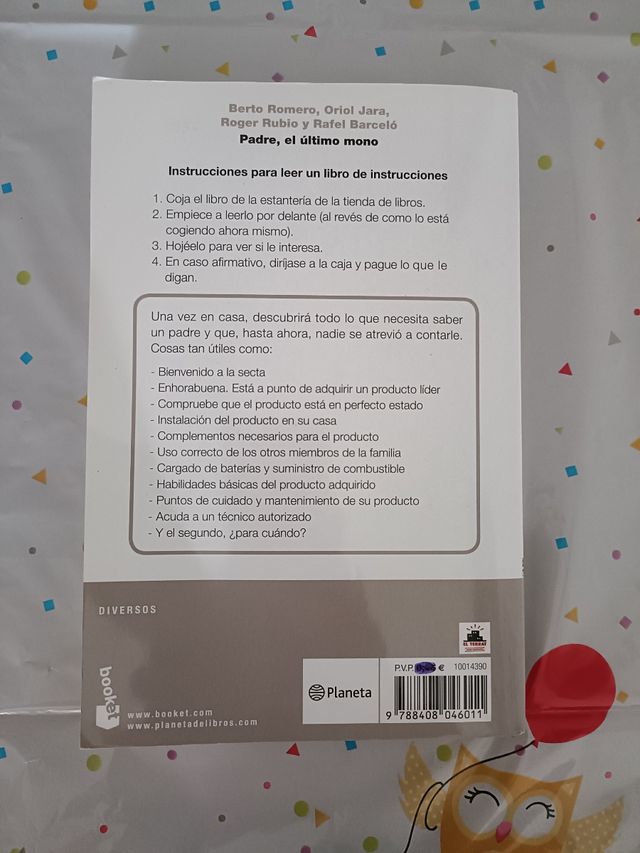 Berto Romero, Oriol Jara,
Roger Rubio y Rafel Barceló
Padre, el último mono
Instrucciones para leer un libro de instrucciones
1. Coja el libro de la estantería de la tienda de libros.
2. Empiece a leerlo por delante (al revés de como lo está
cogiendo ahora mismo).
3. Hojéelo para ver si le interesa.
4. En caso afirmativo, diríjase a la caja y pague lo que le
digan.
Una vez en casa, descubrirá todo lo que necesita saber
un padre y que, hasta ahora, nadie se atrevió a contarle.
Cosas tan útiles como:
- Bienvenido a la secta
- Enhorabuena. Está a punto de adquirir un producto líder
- Compruebe que el producto está en perfecto estado
- Instalación del producto en su casa
- Complementos necesarios para el producto
- Uso correcto de los otros miembros de la familia
- Cargado de baterías y suministro de combustible
- Habilidades básicas del producto adquirido
- Puntos de cuidado y mantenimiento de su producto
- Acuda a un técnico autorizado
- Y el segundo, ¿para cuándo?
DIVERSOS
EL TERRAT
booket
www.booket.com
www.planetadelibros.com
Planeta
P.V.P. € 10014390
9 788408 046011